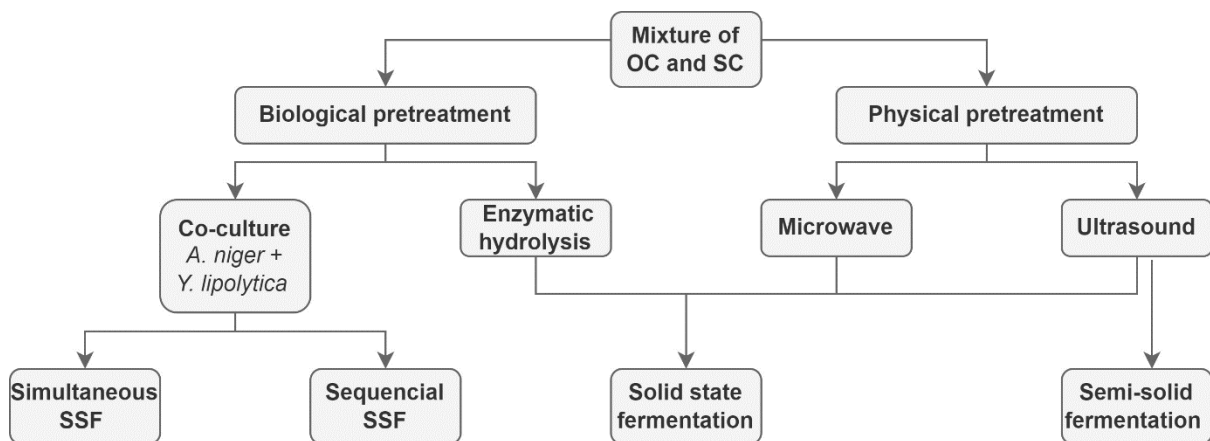 Mixture of
OC and SC
Biological pretreatment
Physical pretreatment
Co-culture
A. niger +
Y. lipolytica
Enzymatic
hydrolysis
Microwave
Ultrasound
Simultaneous
SSF
Sequencial
SSF
Solid state
fermentation
Semi-solid
fermentation